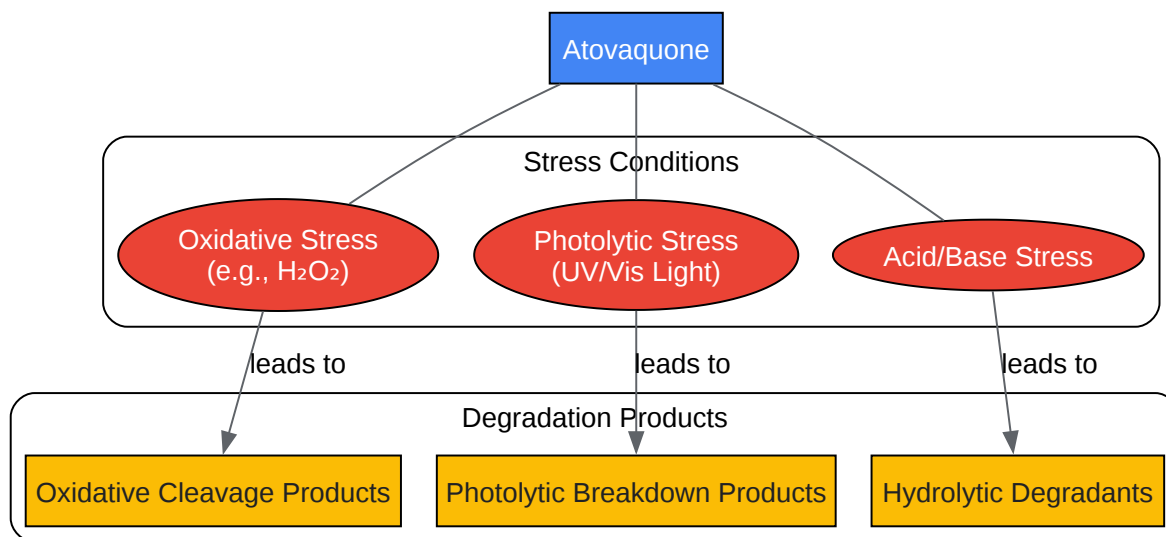 Atovaquone
Stress Conditions
Oxidative Stress
(e.g., H₂O₂)
Photolytic Stress
(UV/Vis Light)
Acid/Base Stress
leads to
leads to
leads to
Degradation Products
Oxidative Cleavage Products
Photolytic Breakdown Products
Hydrolytic Degradants